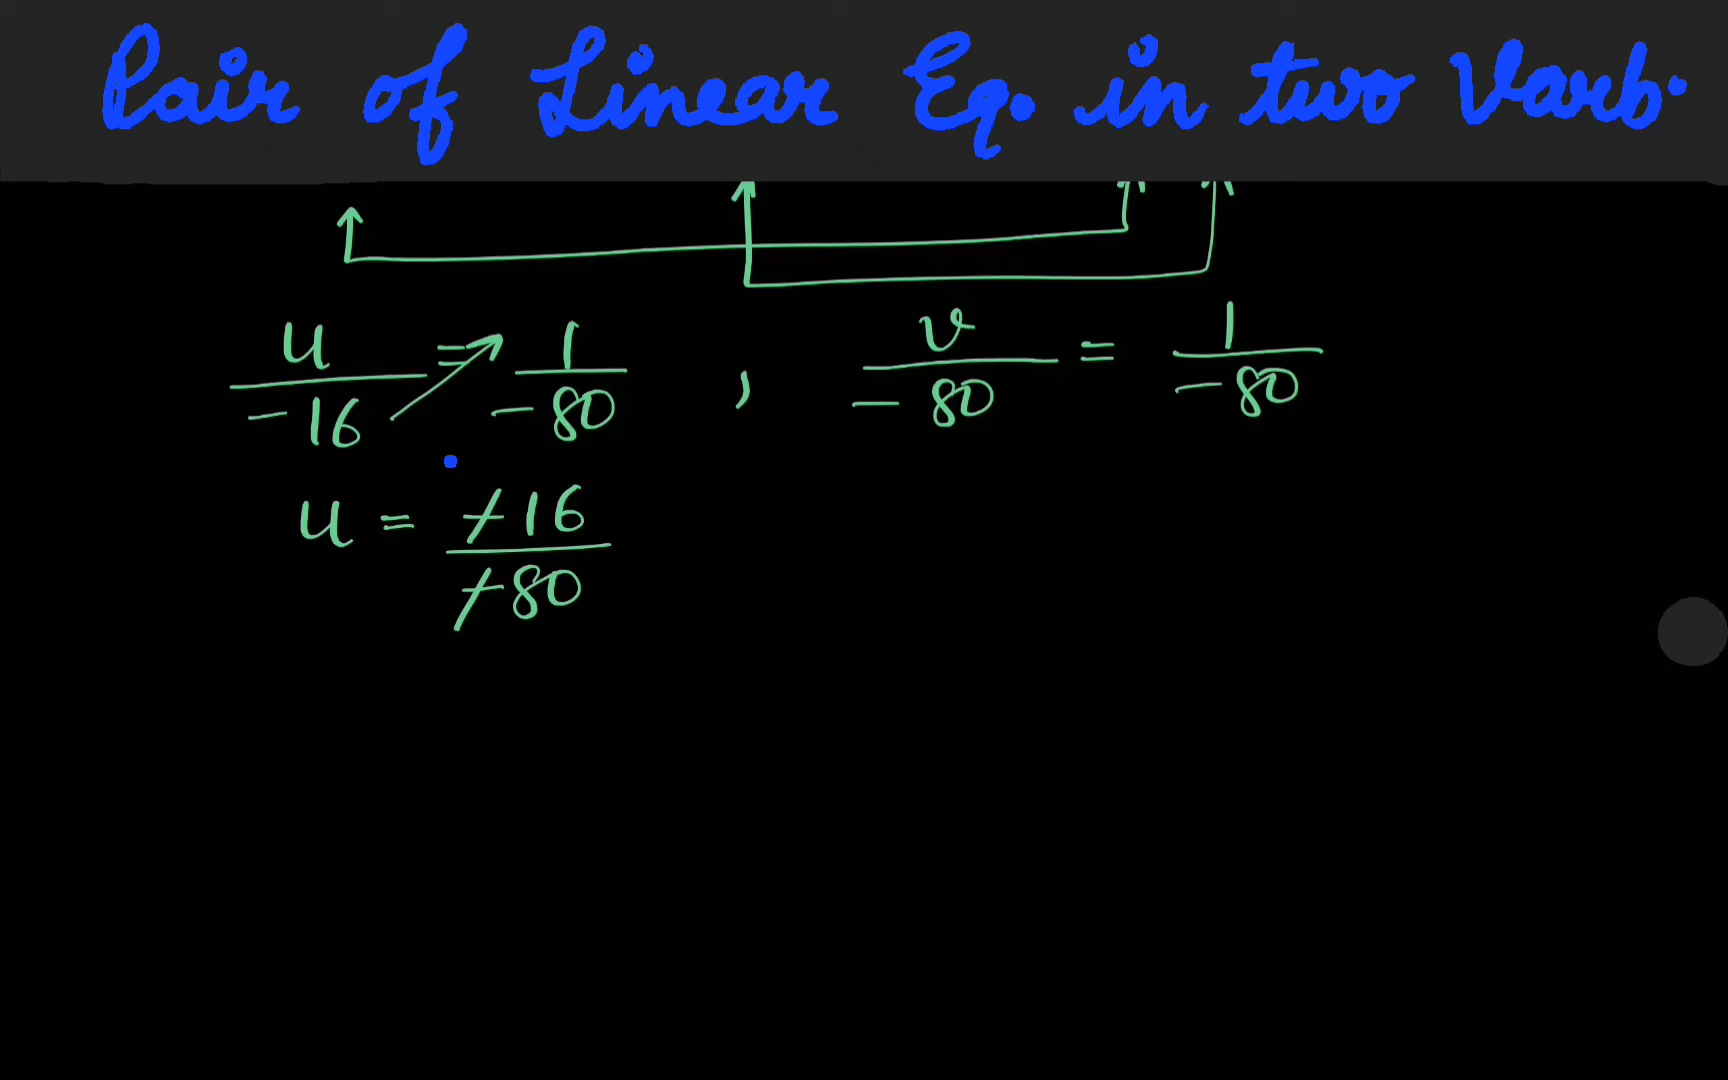 Pair of Linear Eq. in two Varb.
u/-16 = 1/-80 , v/-80 = 1/-80
u = -16/-80